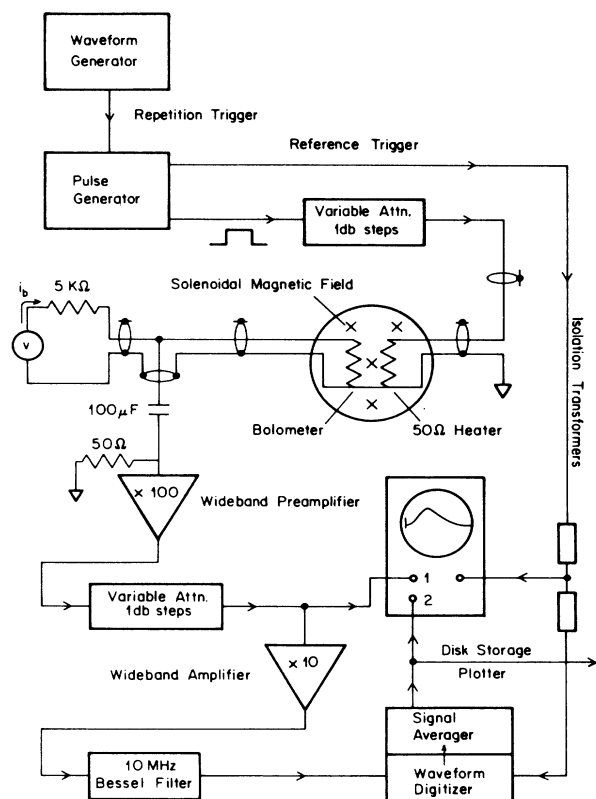 Waveform
Generator
Repetition Trigger
Reference Trigger
Pulse
Generator
Variable Attn.
1db steps
Solenoidal Magnetic Field
i_b
5 KΩ
v
Isolation Transformers
100μF
Bolometer
50Ω Heater
50Ω
× 100
Wideband Preamplifier
1
2
Variable Attn.
1db steps
Disk Storage
Plotter
× 10
Wideband Amplifier
Signal
Averager
10 MHz
Bessel Filter
Waveform
Digitizer